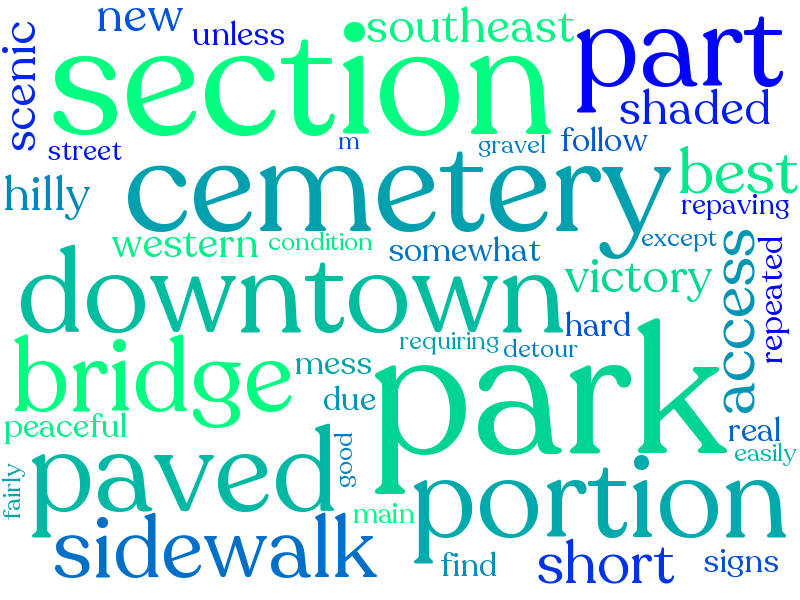 new
unless
southeast
part
scenic
section
shaded
street
m
gravel
follow
hilly
cemetery
best
repaving
western
condition
somewhat
except
access
repeated
downtown
victory
hard
bridge
requiring
detour
mess
park
due
peaceful
real
easily
paved
good
fairly
portion
main
sidewalk
find
short
signs